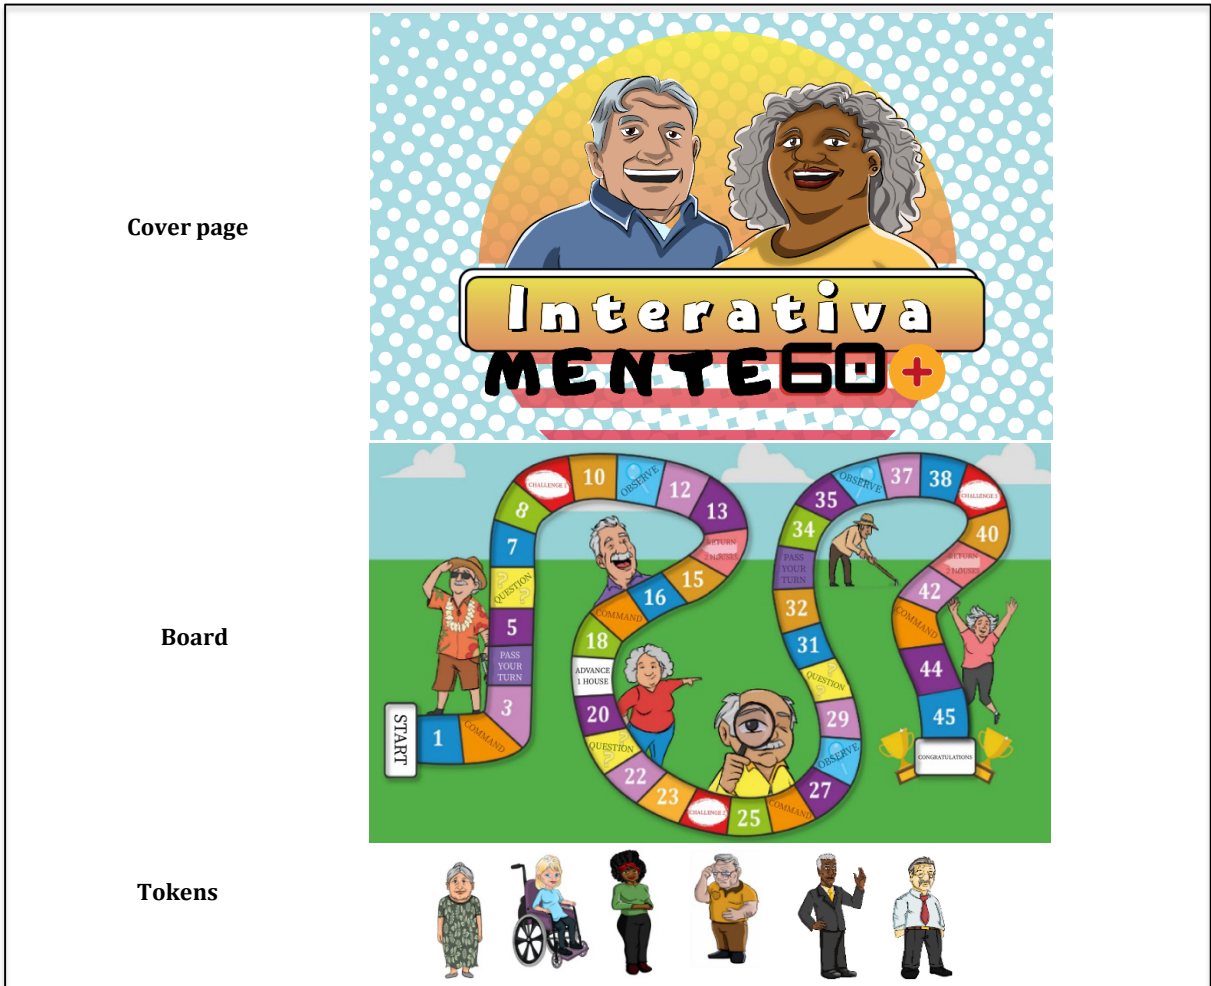 Cover page
Interativa
MENTE60+
Board
START
1
COMMAND
3
PASS
YOUR
TURN
5
QUESTION
7
8
CHALLENGE 1
10
OBSERVE
12
13
RETURN
2 HOUSES
15
16
COMMAND
18
ADVANCE
1 HOUSE
20
QUESTION
22
23
CHALLENGE 2
25
COMMAND
27
OBSERVE
29
QUESTION
31
32
PASS
YOUR
TURN
34
35
OBSERVE
37
38
CHALLENGE 3
40
RETURN
2 HOUSES
42
COMMAND
44
45
CONGRATULATIONS
Tokens